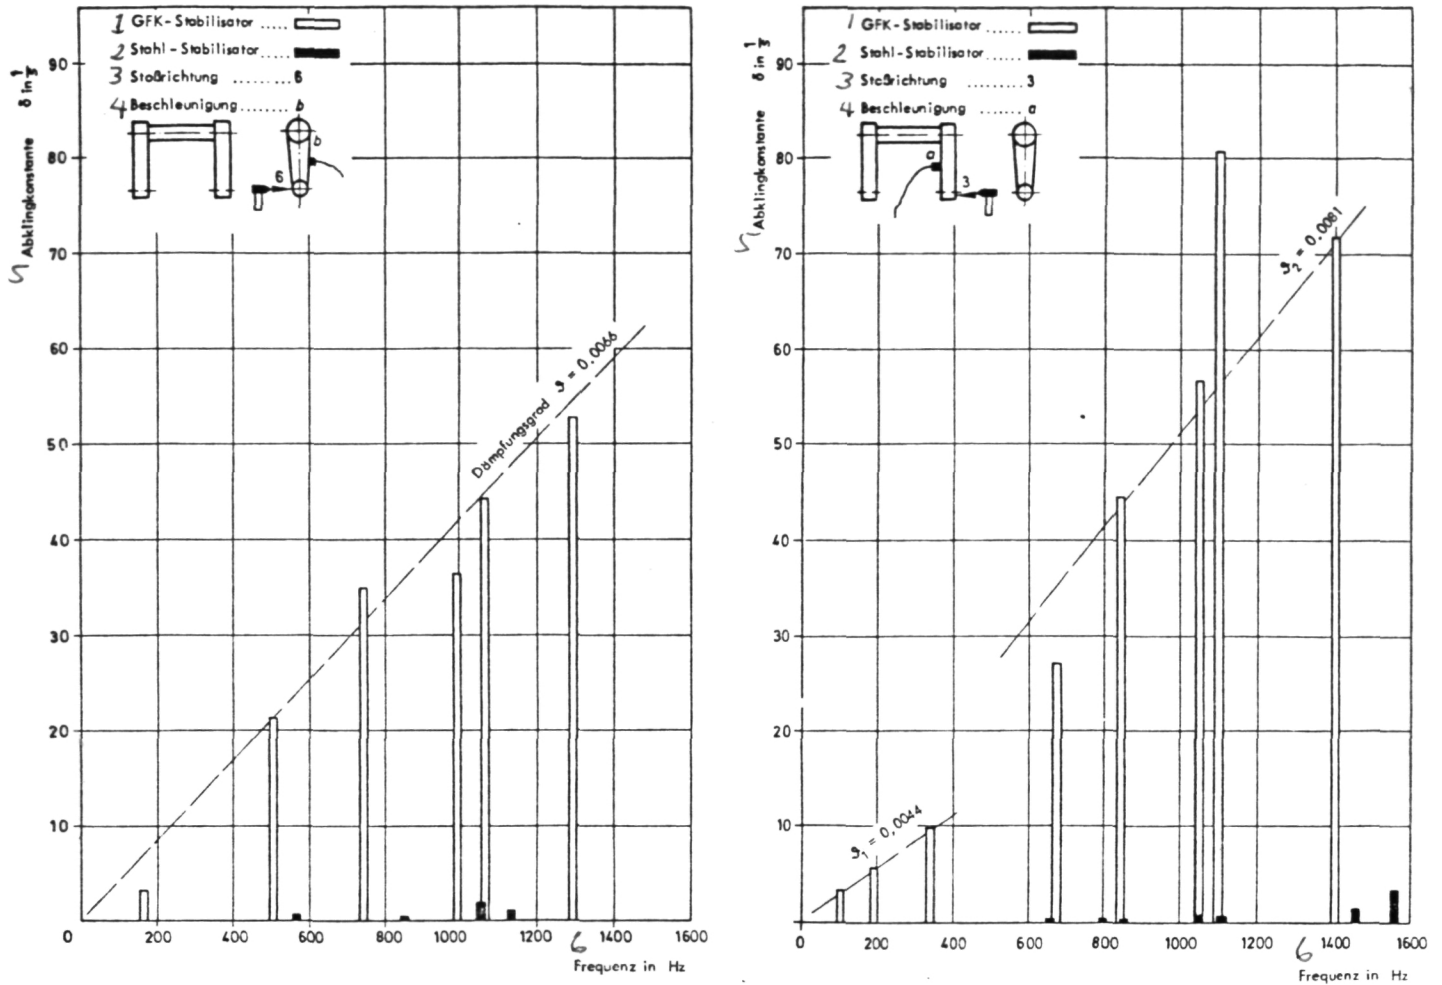 1 GFK-Stabilisator ....
2 Stahl-Stabilisator ....
3 Stoßrichtung ...... 6
4 Beschleunigung ....... b
b
6
5 Abklingkonstante δ in 1/s
90
80
70
60
50
40
30
20
10
Dämpfungsgrad ϑ = 0,0066
0 200 400 600 800 1000 1200 1400 1600
6
Frequenz in Hz
1 GFK-Stabilisator .....
2 Stahl-Stabilisator .....
3 Stoßrichtung ........ 3
4 Beschleunigung ....... a
a
3
5 Abklingkonstante δ in 1/s
90
80
70
60
50
40
30
20
10
ϑ₂ = 0,0081
ϑ₁ = 0,0044
0 200 400 600 800 1000 1200 1400 1600
6
Frequenz in Hz